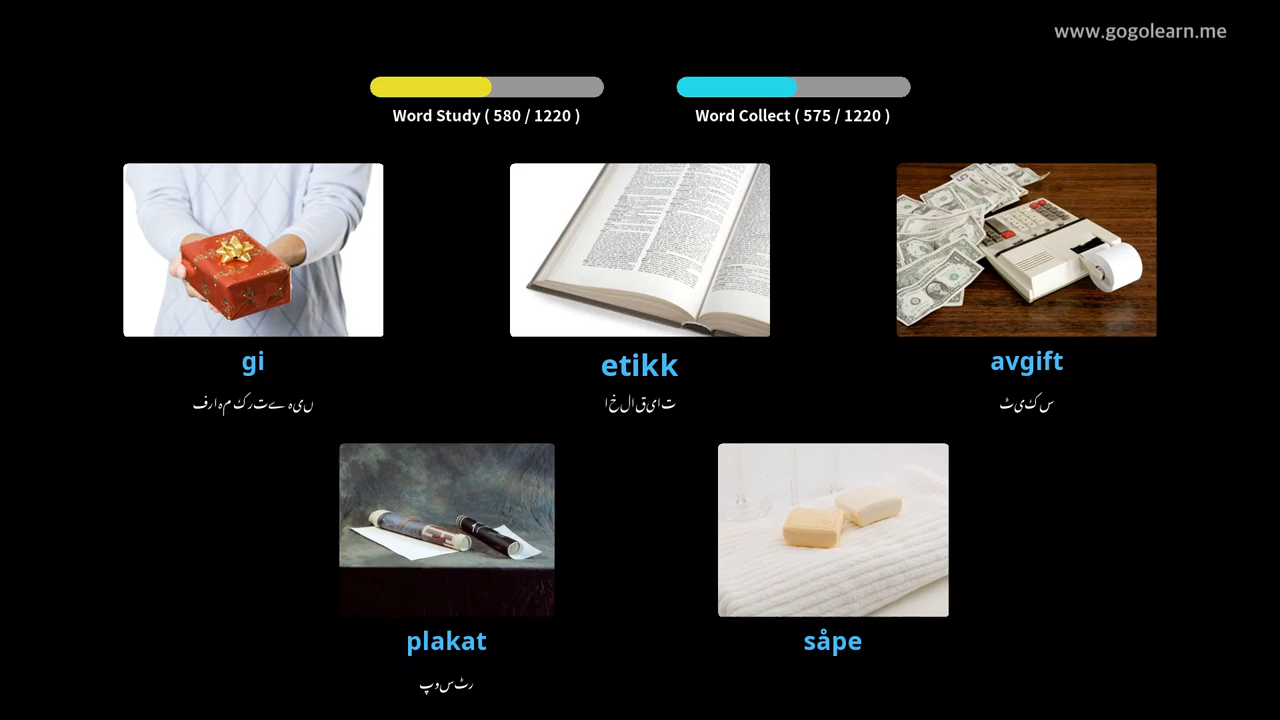 www.gogolearn.me
Word Study ( 580 / 1220 )
Word Collect ( 575 / 1220 )
gi
فراہم کرتے ہیں
etikk
اخلاقیات
avgift
ٹیکس
plakat
پوسٹر
såpe